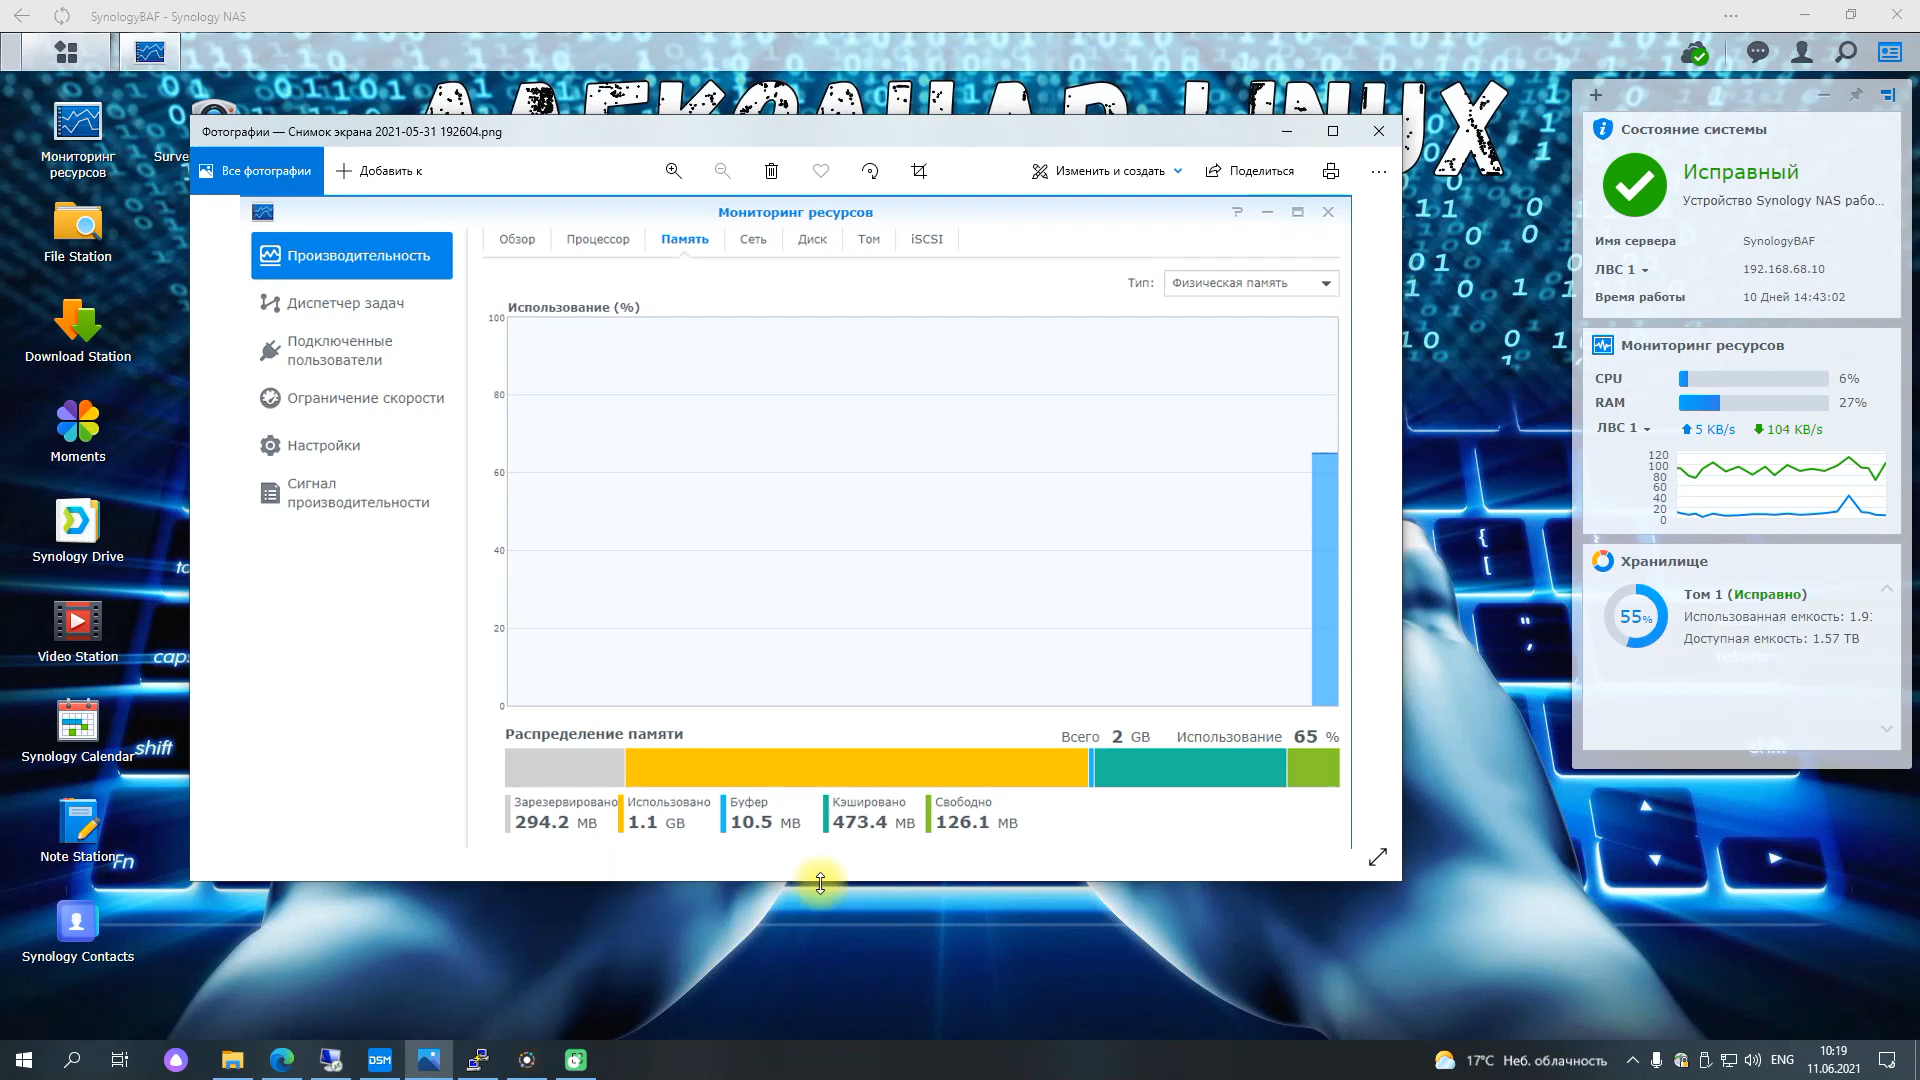 SynologyBAF - Synology NAS
Мониторинг
ресурсов
Surve
File Station
Download Station
Moments
Synology Drive
Video Station
Synology Calendar
Note Station
Synology Contacts
Фотографии — Снимок экрана 2021-05-31 192604.png
Все фотографии
Добавить к
Изменить и создать
Поделиться
Мониторинг ресурсов
Производительность
Диспетчер задач
Подключенные
пользователи
Ограничение скорости
Настройки
Сигнал
производительности
Обзор
Процессор
Память
Сеть
Диск
Том
iSCSI
Тип:
Физическая память
Использование (%)
100
80
60
40
20
0
Распределение памяти
Всего 2 GB Использование 65 %
Зарезервировано
294.2 MB
Использовано
1.1 GB
Буфер
10.5 MB
Кэшировано
473.4 MB
Свободно
126.1 MB
Состояние системы
Исправный
Устройство Synology NAS рабо...
Имя сервера SynologyBAF
ЛВС 1 192.168.68.10
Время работы 10 Дней 14:43:02
Мониторинг ресурсов
CPU 6%
RAM 27%
ЛВС 1 5 KB/s 104 KB/s
120
100
80
60
40
20
0
Хранилище
55%
Том 1 (Исправно)
Использованная емкость: 1.9
Доступная емкость: 1.57 TB
caps
shift
Fn
DSM
17°C Неб. облачность
ENG
10:19
11.06.2021